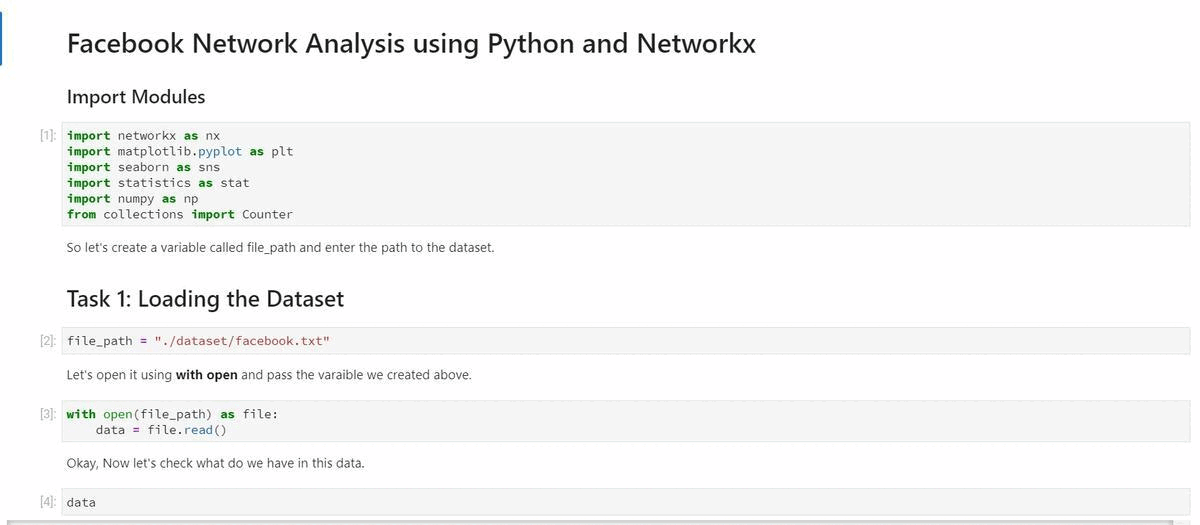 Facebook Network Analysis using Python and Networkx
Import Modules
[1]: import networkx as nx
import matplotlib.pyplot as plt
import seaborn as sns
import statistics as stat
import numpy as np
from collections import Counter
So let's create a variable called file_path and enter the path to the dataset.
Task 1: Loading the Dataset
[2]: file_path = "./dataset/facebook.txt"
Let's open it using with open and pass the varaible we created above.
[3]: with open(file_path) as file:
    data = file.read()
Okay, Now let's check what do we have in this data.
[4]: data